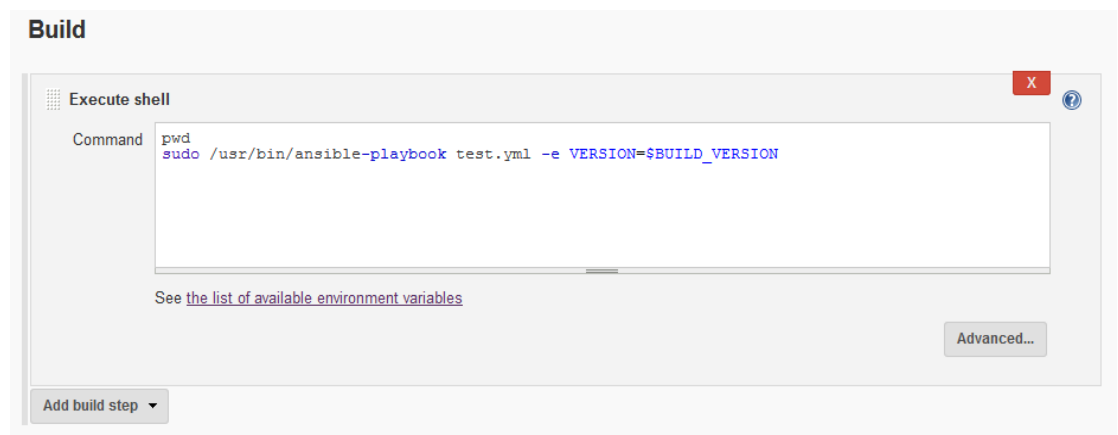 Build
X
Execute shell
Command
pwd
sudo /usr/bin/ansible-playbook test.yml -e VERSION=$BUILD_VERSION
See the list of available environment variables
Advanced...
Add build step